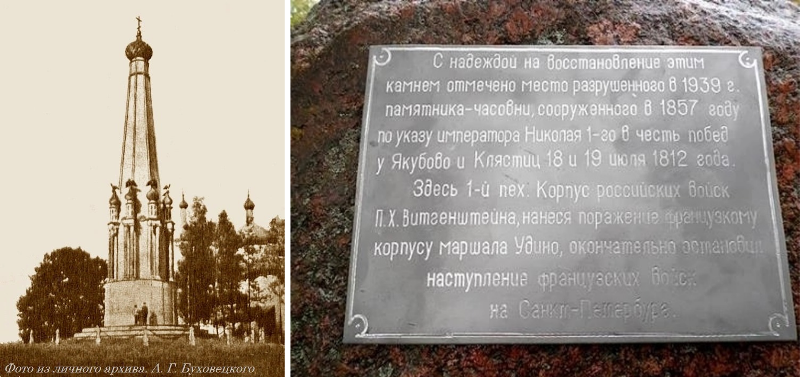 С надеждой на восстановление этим
камнем отмечено место разрушенного в 1939 г.
памятника-часовни, сооруженного в 1857 году
по указу императора Николая 1-го в честь побед
у Якубово и Клястиц 18 и 19 июля 1812 года.
Здесь 1-й пех. Корпус российских войск
П.Х. Витгенштейна, нанеся поражение французскому
корпусу маршала Удино, окончательно остановил
наступление французских войск
на Санкт-Петербург.
Фото из личного архива. А. Г. Буховецкого